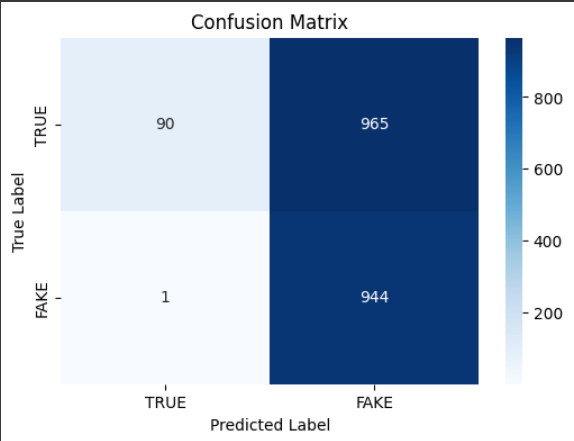 Confusion Matrix
TRUE
90
965
800
600
True Label
400
FAKE
1
944
200
TRUE
FAKE
Predicted Label